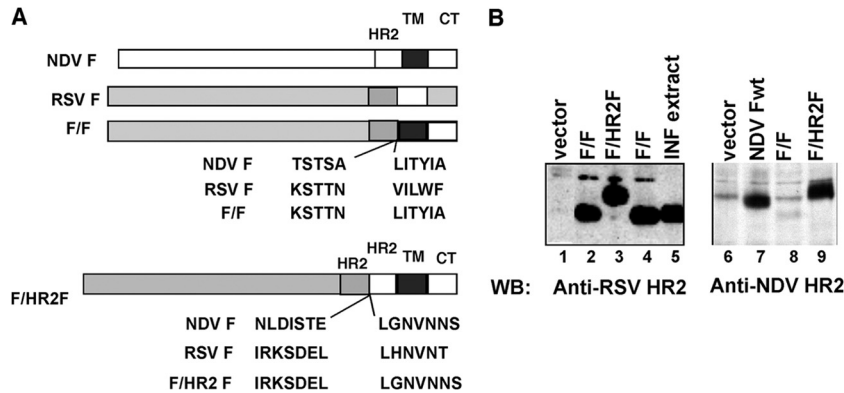 A
TM CT
HR2
NDV F
RSV F
F/F
NDV F TSTSA LITYIA
RSV F KSTTN VILWF
F/F KSTTN LITYIA
HR2 HR2 TM CT
F/HR2F
NDV F NLDISTE LGNVNNS
RSV F IRKSDEL LHNVNT
F/HR2 F IRKSDEL LGNVNNS
B
vector F/F F/HR2F F/F INF extract
vector NDV Fwt F/F F/HR2F
1 2 3 4 5 6 7 8 9
WB: Anti-RSV HR2 Anti-NDV HR2